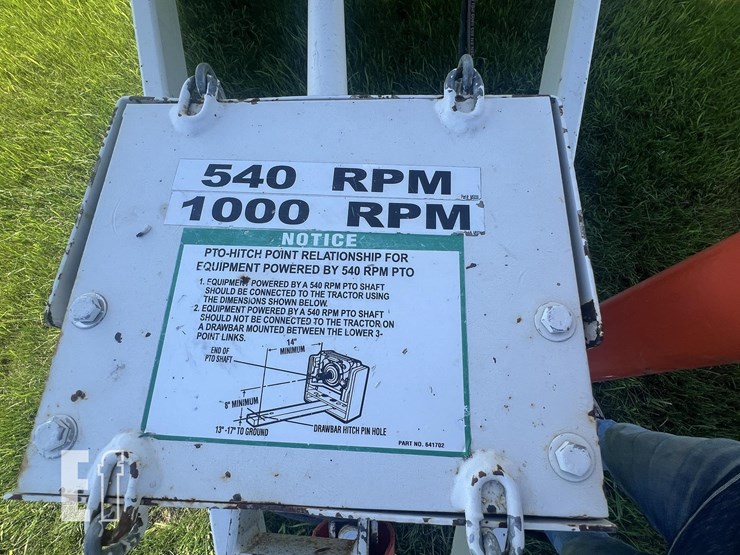 540 RPM
1000 RPM
NOTICE
PTO-HITCH POINT RELATIONSHIP FOR
EQUIPMENT POWERED BY 540 RPM PTO
1. EQUIPMENT POWERED BY A 540 RPM PTO SHAFT
SHOULD BE CONNECTED TO THE TRACTOR USING
THE DIMENSIONS SHOWN BELOW.
2. EQUIPMENT POWERED BY A 540 RPM PTO SHAFT
SHOULD NOT BE CONNECTED TO THE TRACTOR ON
A DRAWBAR MOUNTED BETWEEN THE LOWER 3-
POINT LINKS.
14"
MINIMUM
END OF
PTO SHAFT
8" MINIMUM
13"-17" TO GROUND
DRAWBAR HITCH PIN HOLE
PART NO. 641702